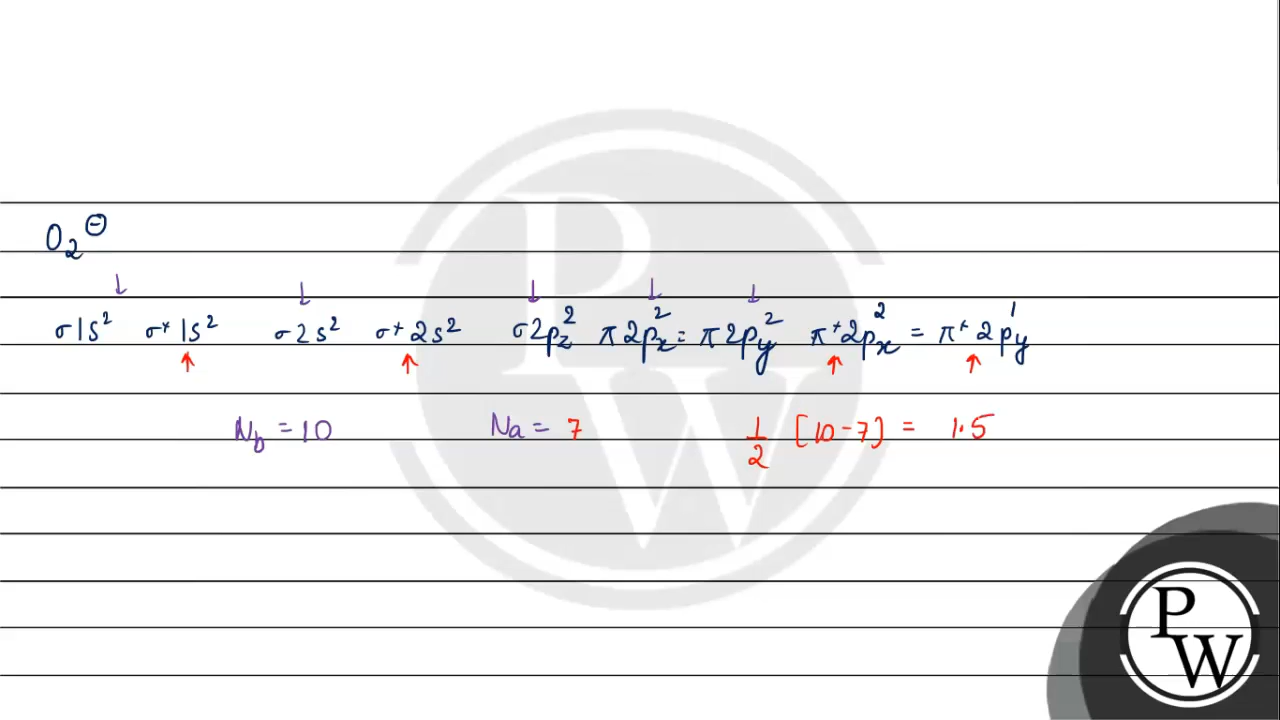 O₂⊖
↓ ↓ ↓ ↓ ↓
σ1s² σ*1s² σ2s² σ*2s² σ2pz² π2px² = π2py² π*2px² = π*2py¹
↑ ↑ ↑ ↑
Nb = 10 Na = 7 1/2 [10-7] = 1.5
P
W
P
W